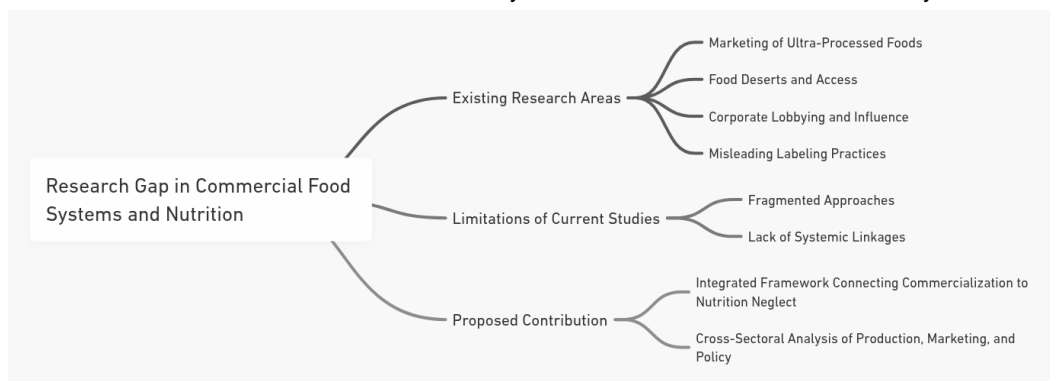 Research Gap in Commercial Food
Systems and Nutrition
Existing Research Areas
Marketing of Ultra-Processed Foods
Food Deserts and Access
Corporate Lobbying and Influence
Misleading Labeling Practices
Limitations of Current Studies
Fragmented Approaches
Lack of Systemic Linkages
Proposed Contribution
Integrated Framework Connecting Commercialization to
Nutrition Neglect
Cross-Sectoral Analysis of Production, Marketing, and
Policy